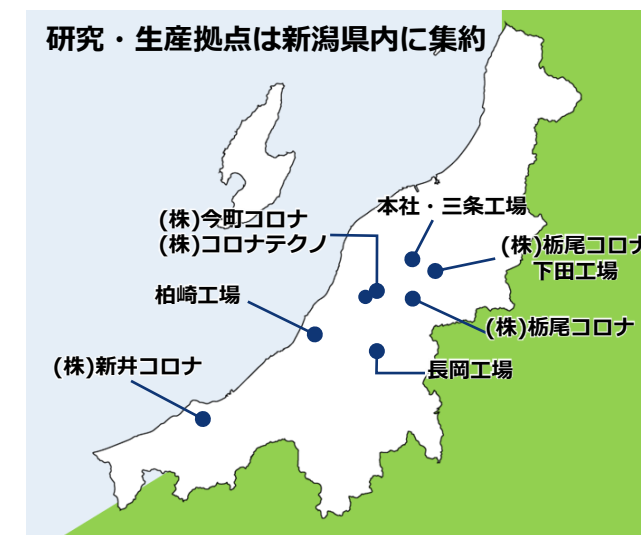 研究・生産拠点は新潟県内に集約
本社・三条工場
(株)今町コロナ
(株)コロナテクノ
(株)栃尾コロナ
下田工場
柏崎工場
(株)栃尾コロナ
(株)新井コロナ
長岡工場